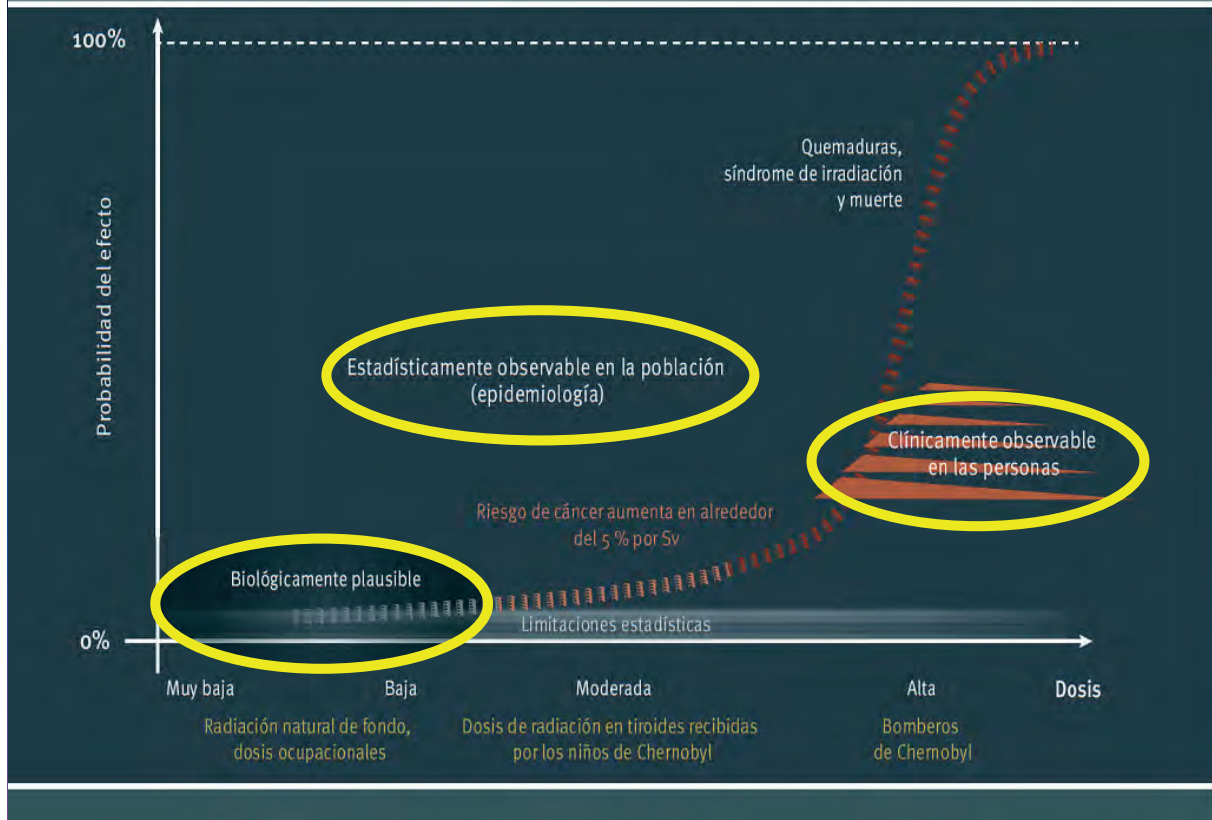 100%
Quemaduras,
síndrome de irradiación
y muerte
Probabilidad del efecto
Estadísticamente observable en la población
(epidemiología)
Clínicamente observable
en las personas
Riesgo de cáncer aumenta en alrededor
del 5 % por Sv
Biológicamente plausible
Limitaciones estadísticas
0%
Muy baja
Baja
Moderada
Alta
Dosis
Radiación natural de fondo,
dosis ocupacionales
Dosis de radiación en tiroides recibidas
por los niños de Chernobyl
Bomberos
de Chernobyl